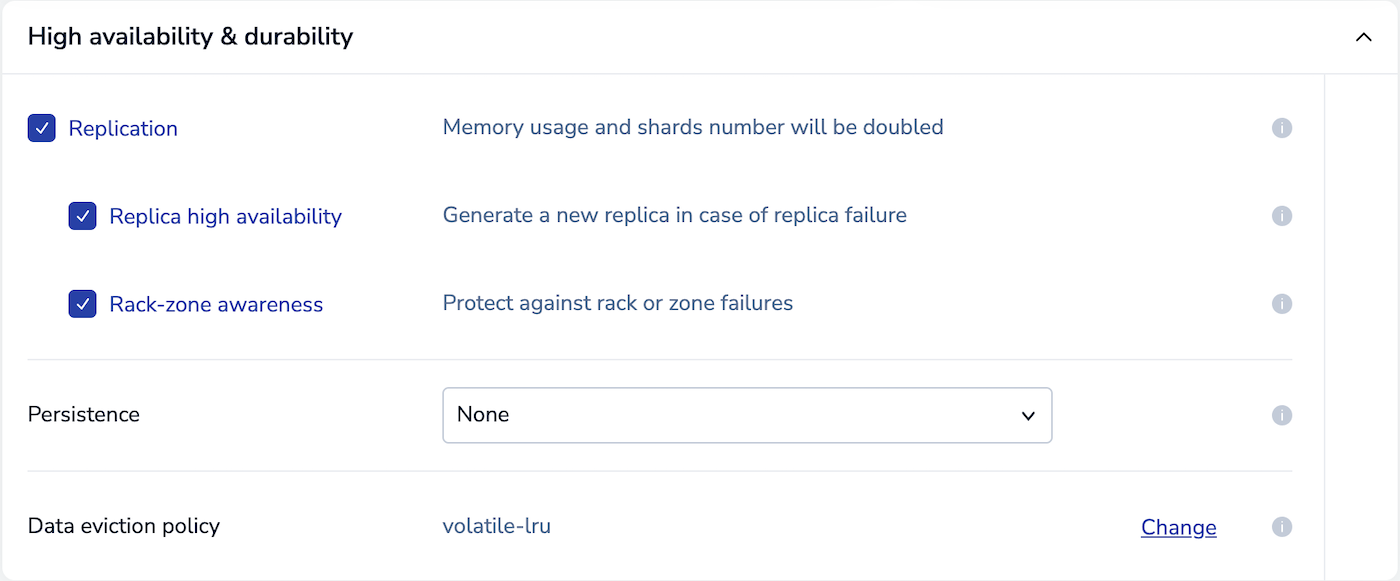 High availability & durability
Replication
Memory usage and shards number will be doubled
Replica high availability
Generate a new replica in case of replica failure
Rack-zone awareness
Protect against rack or zone failures
Persistence
None
Data eviction policy
volatile-lru
Change